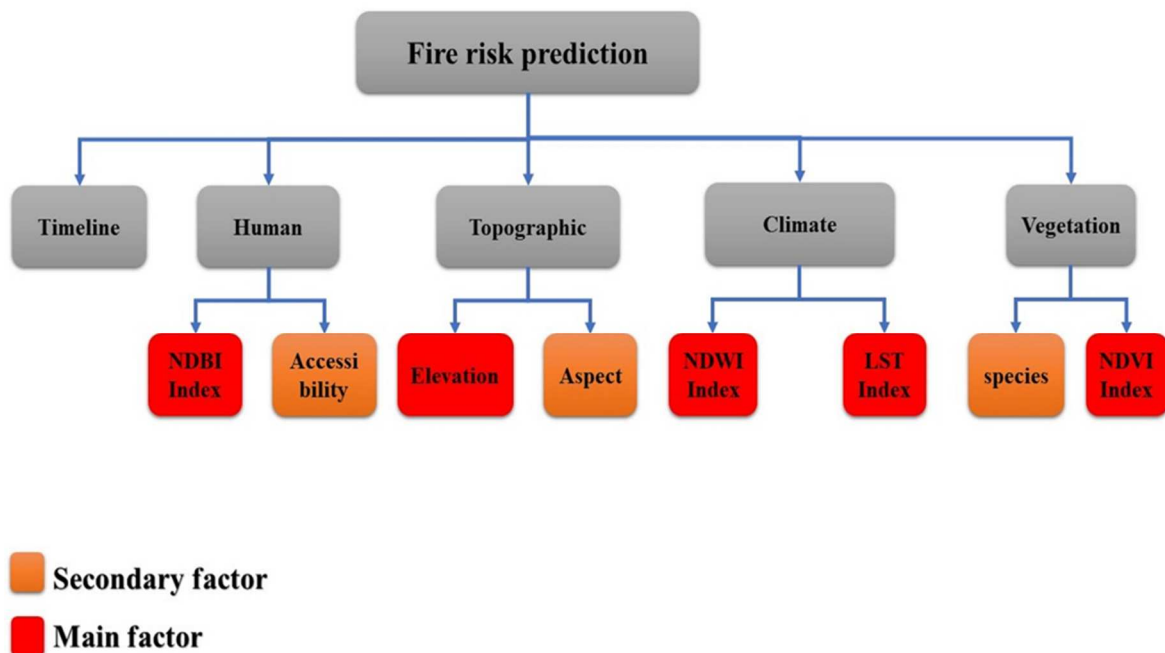 Fire risk prediction
Timeline
Human
Topographic
Climate
Vegetation
NDBI
Index
Accessi
bility
Elevation
Aspect
NDWI
Index
LST
Index
species
NDVI
Index
Secondary factor
Main factor